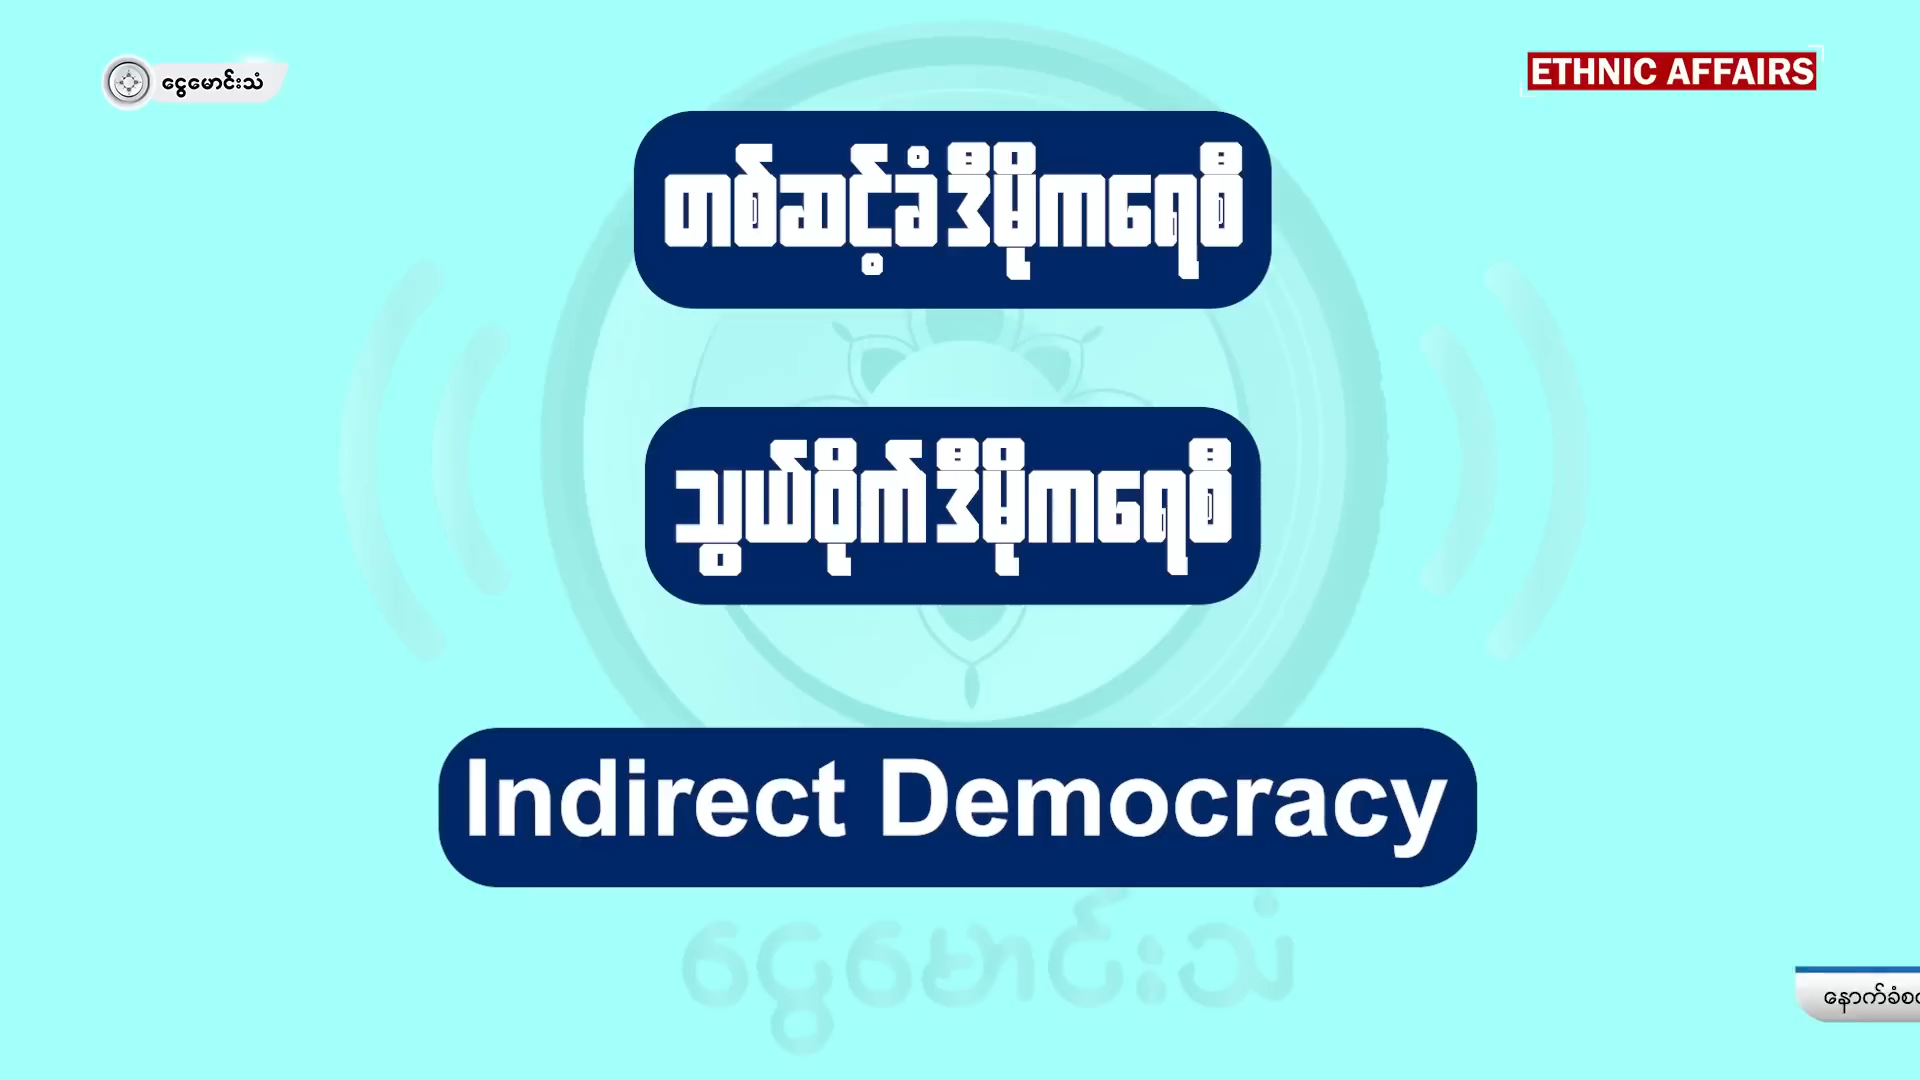 ငွေမောင်းသံ
ETHNIC AFFAIRS
တစ်ဆင့်ခံ ဒီမိုကရေစီ
သွယ်ဝိုက် ဒီမိုကရေစီ
Indirect Democracy
ငွေမောင်းသံ